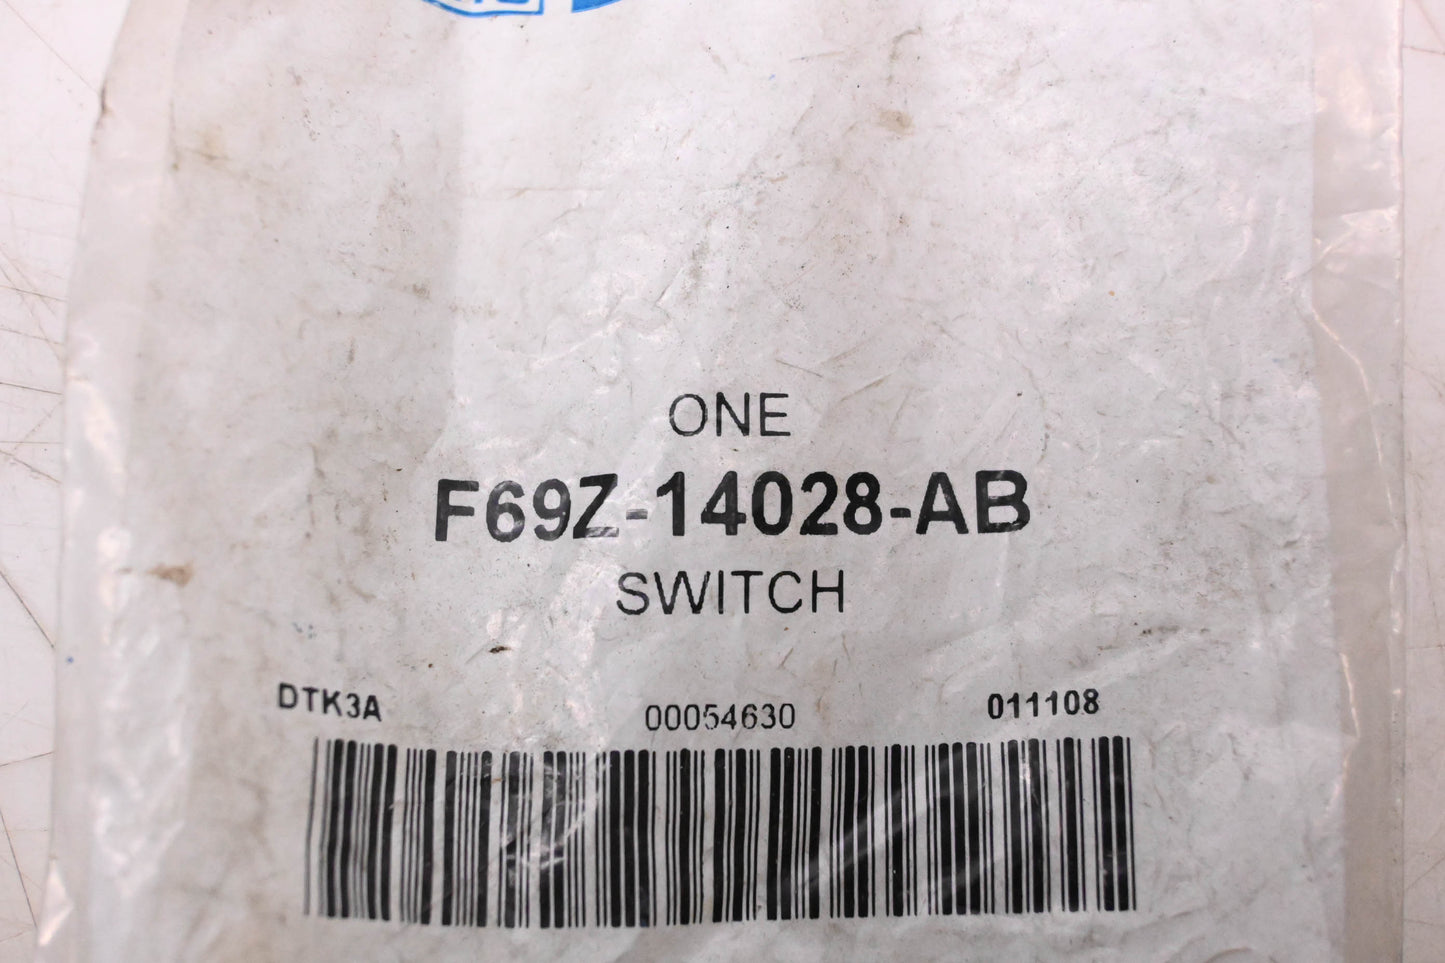 ONE
F69Z-14028-AB
SWITCH
DTK3A 00054630 011108